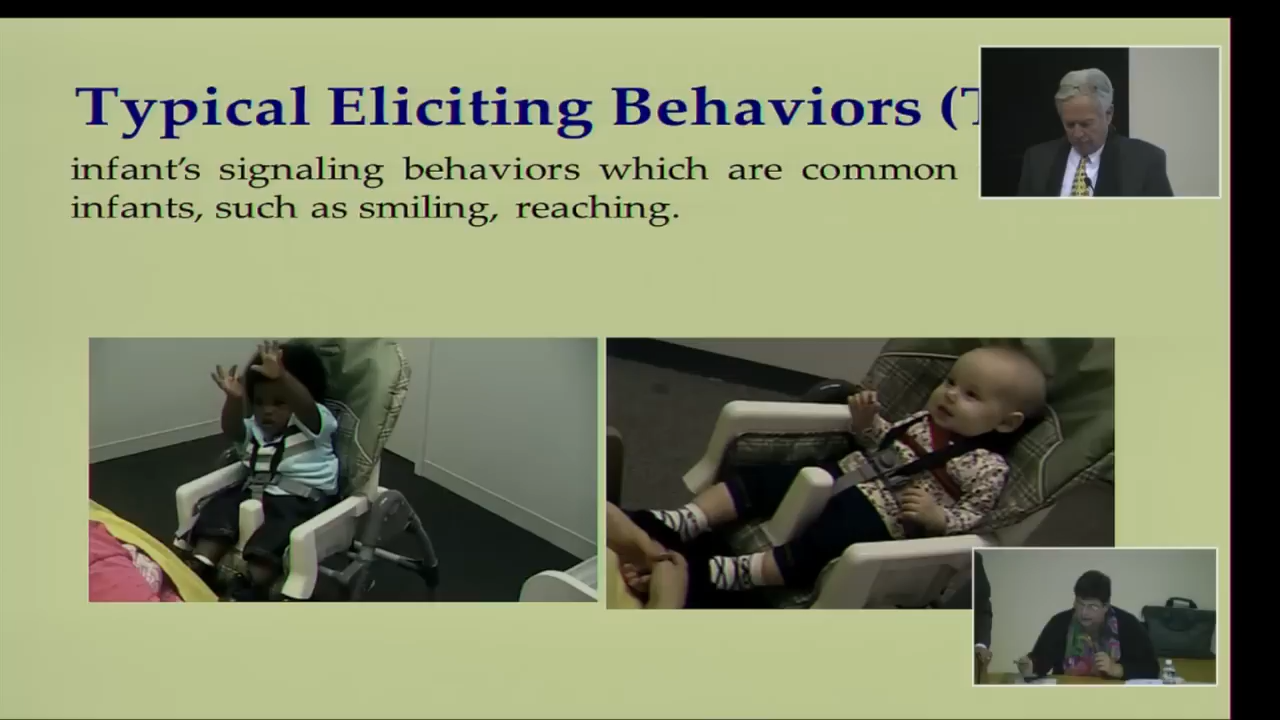 Typical Eliciting Behaviors (T
infant's signaling behaviors which are common
infants, such as smiling, reaching.